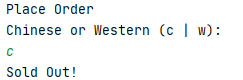 Place Order
Chinese or Western (c | w):
c
Sold Out!